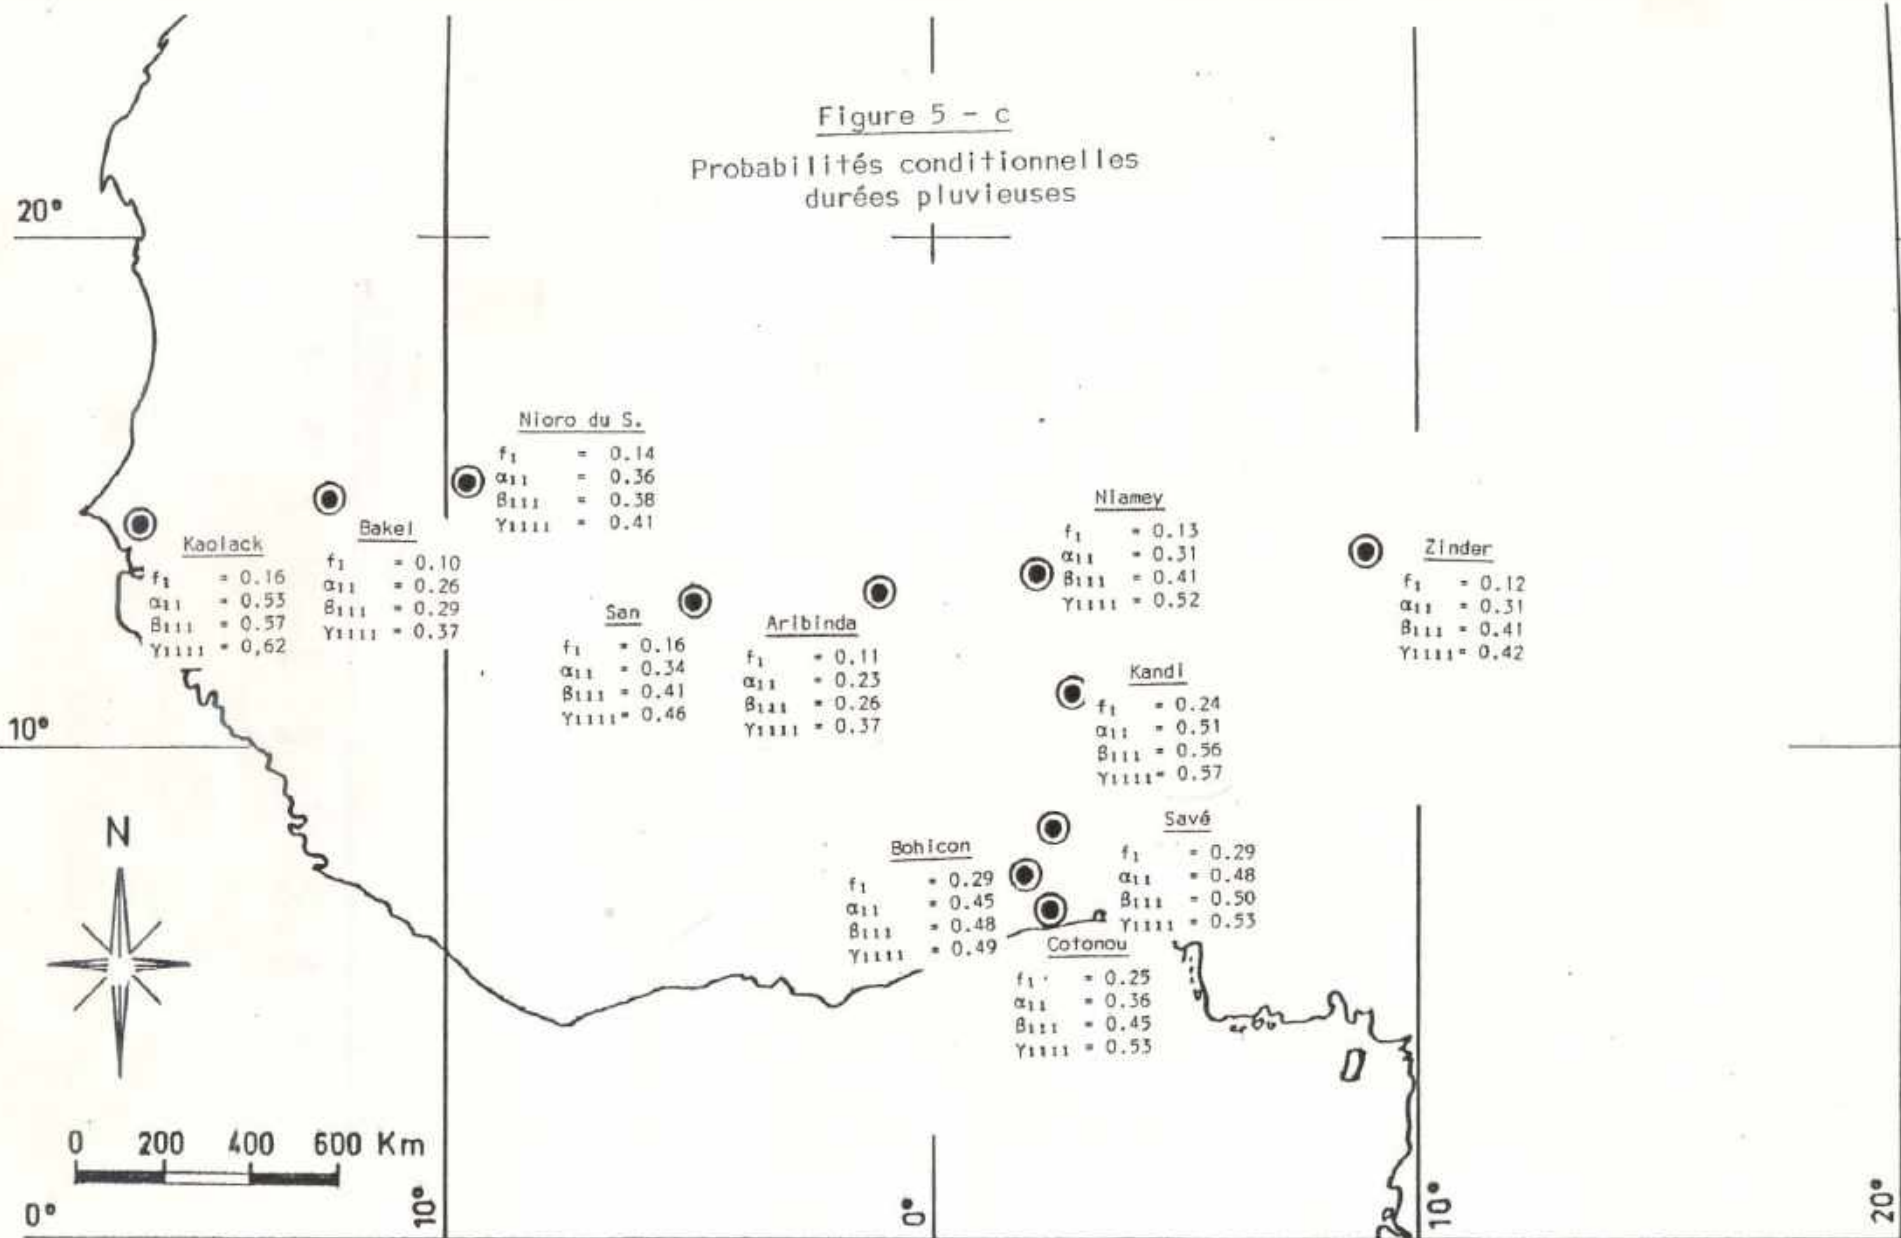 Figure 5 - c
Probabilités conditionnelles
durées pluvieuses
20°
Nioro du S.
f₁ = 0.14
α₁₁ = 0.36
β₁₁₁ = 0.38
γ₁₁₁₁ = 0.41
Kaolack
f₁ = 0.16
α₁₁ = 0.53
β₁₁₁ = 0.57
γ₁₁₁₁ = 0,62
Bakel
f₁ = 0.10
α₁₁ = 0.26
β₁₁₁ = 0.29
γ₁₁₁₁ = 0.37
San
f₁ = 0.16
α₁₁ = 0.34
β₁₁₁ = 0.41
γ₁₁₁₁ = 0.46
Aribinda
f₁ = 0.11
α₁₁ = 0.23
β₁₁₁ = 0.26
γ₁₁₁₁ = 0.37
Niamey
f₁ = 0.13
α₁₁ = 0.31
β₁₁₁ = 0.41
γ₁₁₁₁ = 0.52
Zinder
f₁ = 0.12
α₁₁ = 0.31
β₁₁₁ = 0.41
γ₁₁₁₁ = 0.42
Kandi
f₁ = 0.24
α₁₁ = 0.51
β₁₁₁ = 0.56
γ₁₁₁₁ = 0.57
10°
N
Bohicon
f₁ = 0.29
α₁₁ = 0.45
β₁₁₁ = 0.48
γ₁₁₁₁ = 0.49
Savé
f₁ = 0.29
α₁₁ = 0.48
β₁₁₁ = 0.50
γ₁₁₁₁ = 0.53
Cotonou
f₁ = 0.25
α₁₁ = 0.36
β₁₁₁ = 0.45
γ₁₁₁₁ = 0.53
0 200 400 600 Km
0°
10°
0°
10°
20°